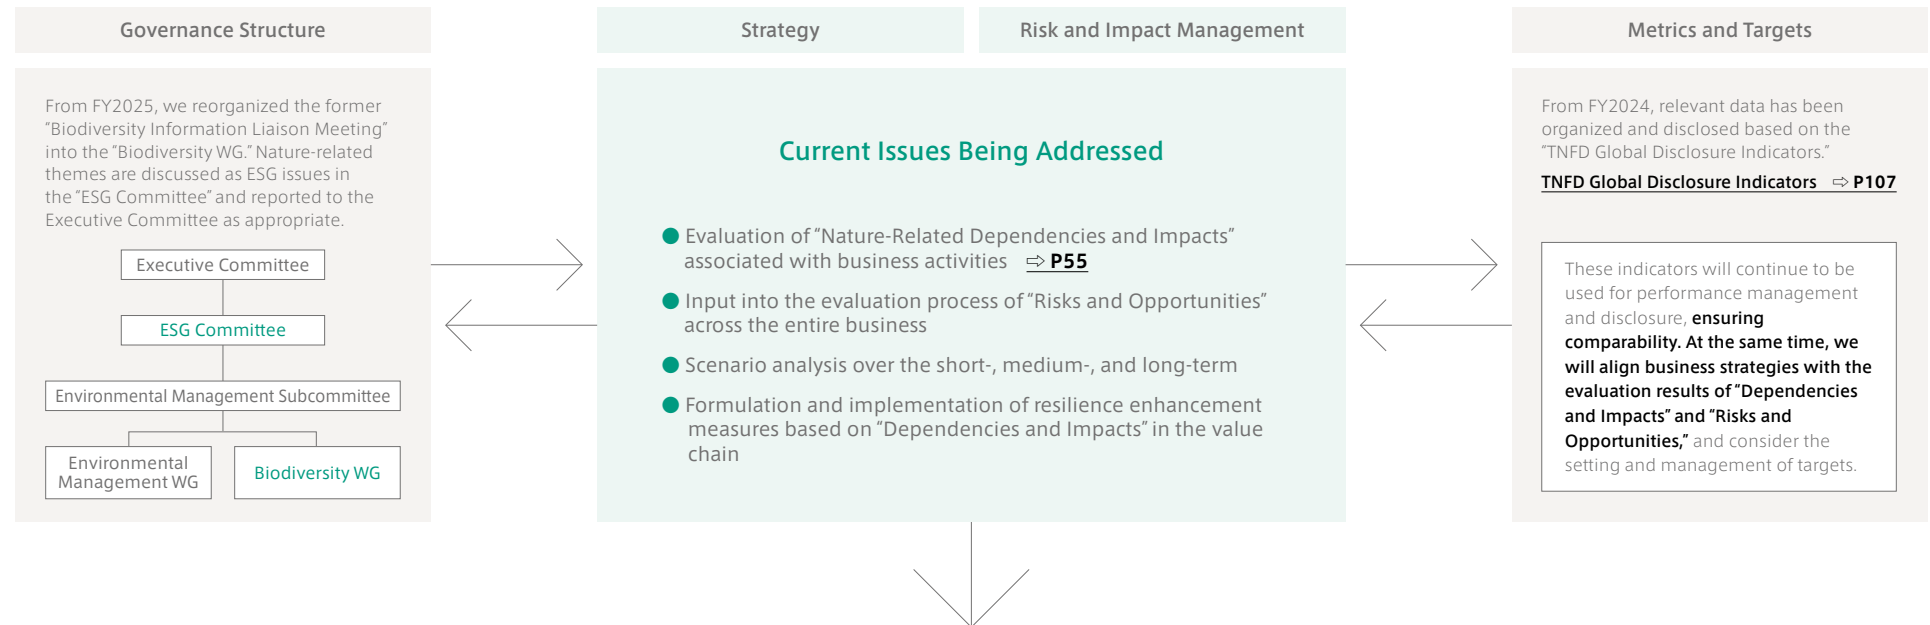 Governance Structure
From FY2025, we reorganized the former
“Biodiversity Information Liaison Meeting”
into the “Biodiversity WG.” Nature-related
themes are discussed as ESG issues in
the “ESG Committee” and reported to the
Executive Committee as appropriate.
Executive Committee
ESG Committee
Environmental Management Subcommittee
Environmental
Management WG
Biodiversity WG
Strategy
Risk and Impact Management
Current Issues Being Addressed
● Evaluation of “Nature-Related Dependencies and Impacts”
associated with business activities ⇨ P55
● Input into the evaluation process of “Risks and Opportunities”
across the entire business
● Scenario analysis over the short-, medium-, and long-term
● Formulation and implementation of resilience enhancement
measures based on “Dependencies and Impacts” in the value
chain
Metrics and Targets
From FY2024, relevant data has been
organized and disclosed based on the
“TNFD Global Disclosure Indicators.”
TNFD Global Disclosure Indicators ⇨ P107
These indicators will continue to be
used for performance management
and disclosure, ensuring
comparability. At the same time, we
will align business strategies with the
evaluation results of “Dependencies
and Impacts” and “Risks and
Opportunities,” and consider the
setting and management of targets.